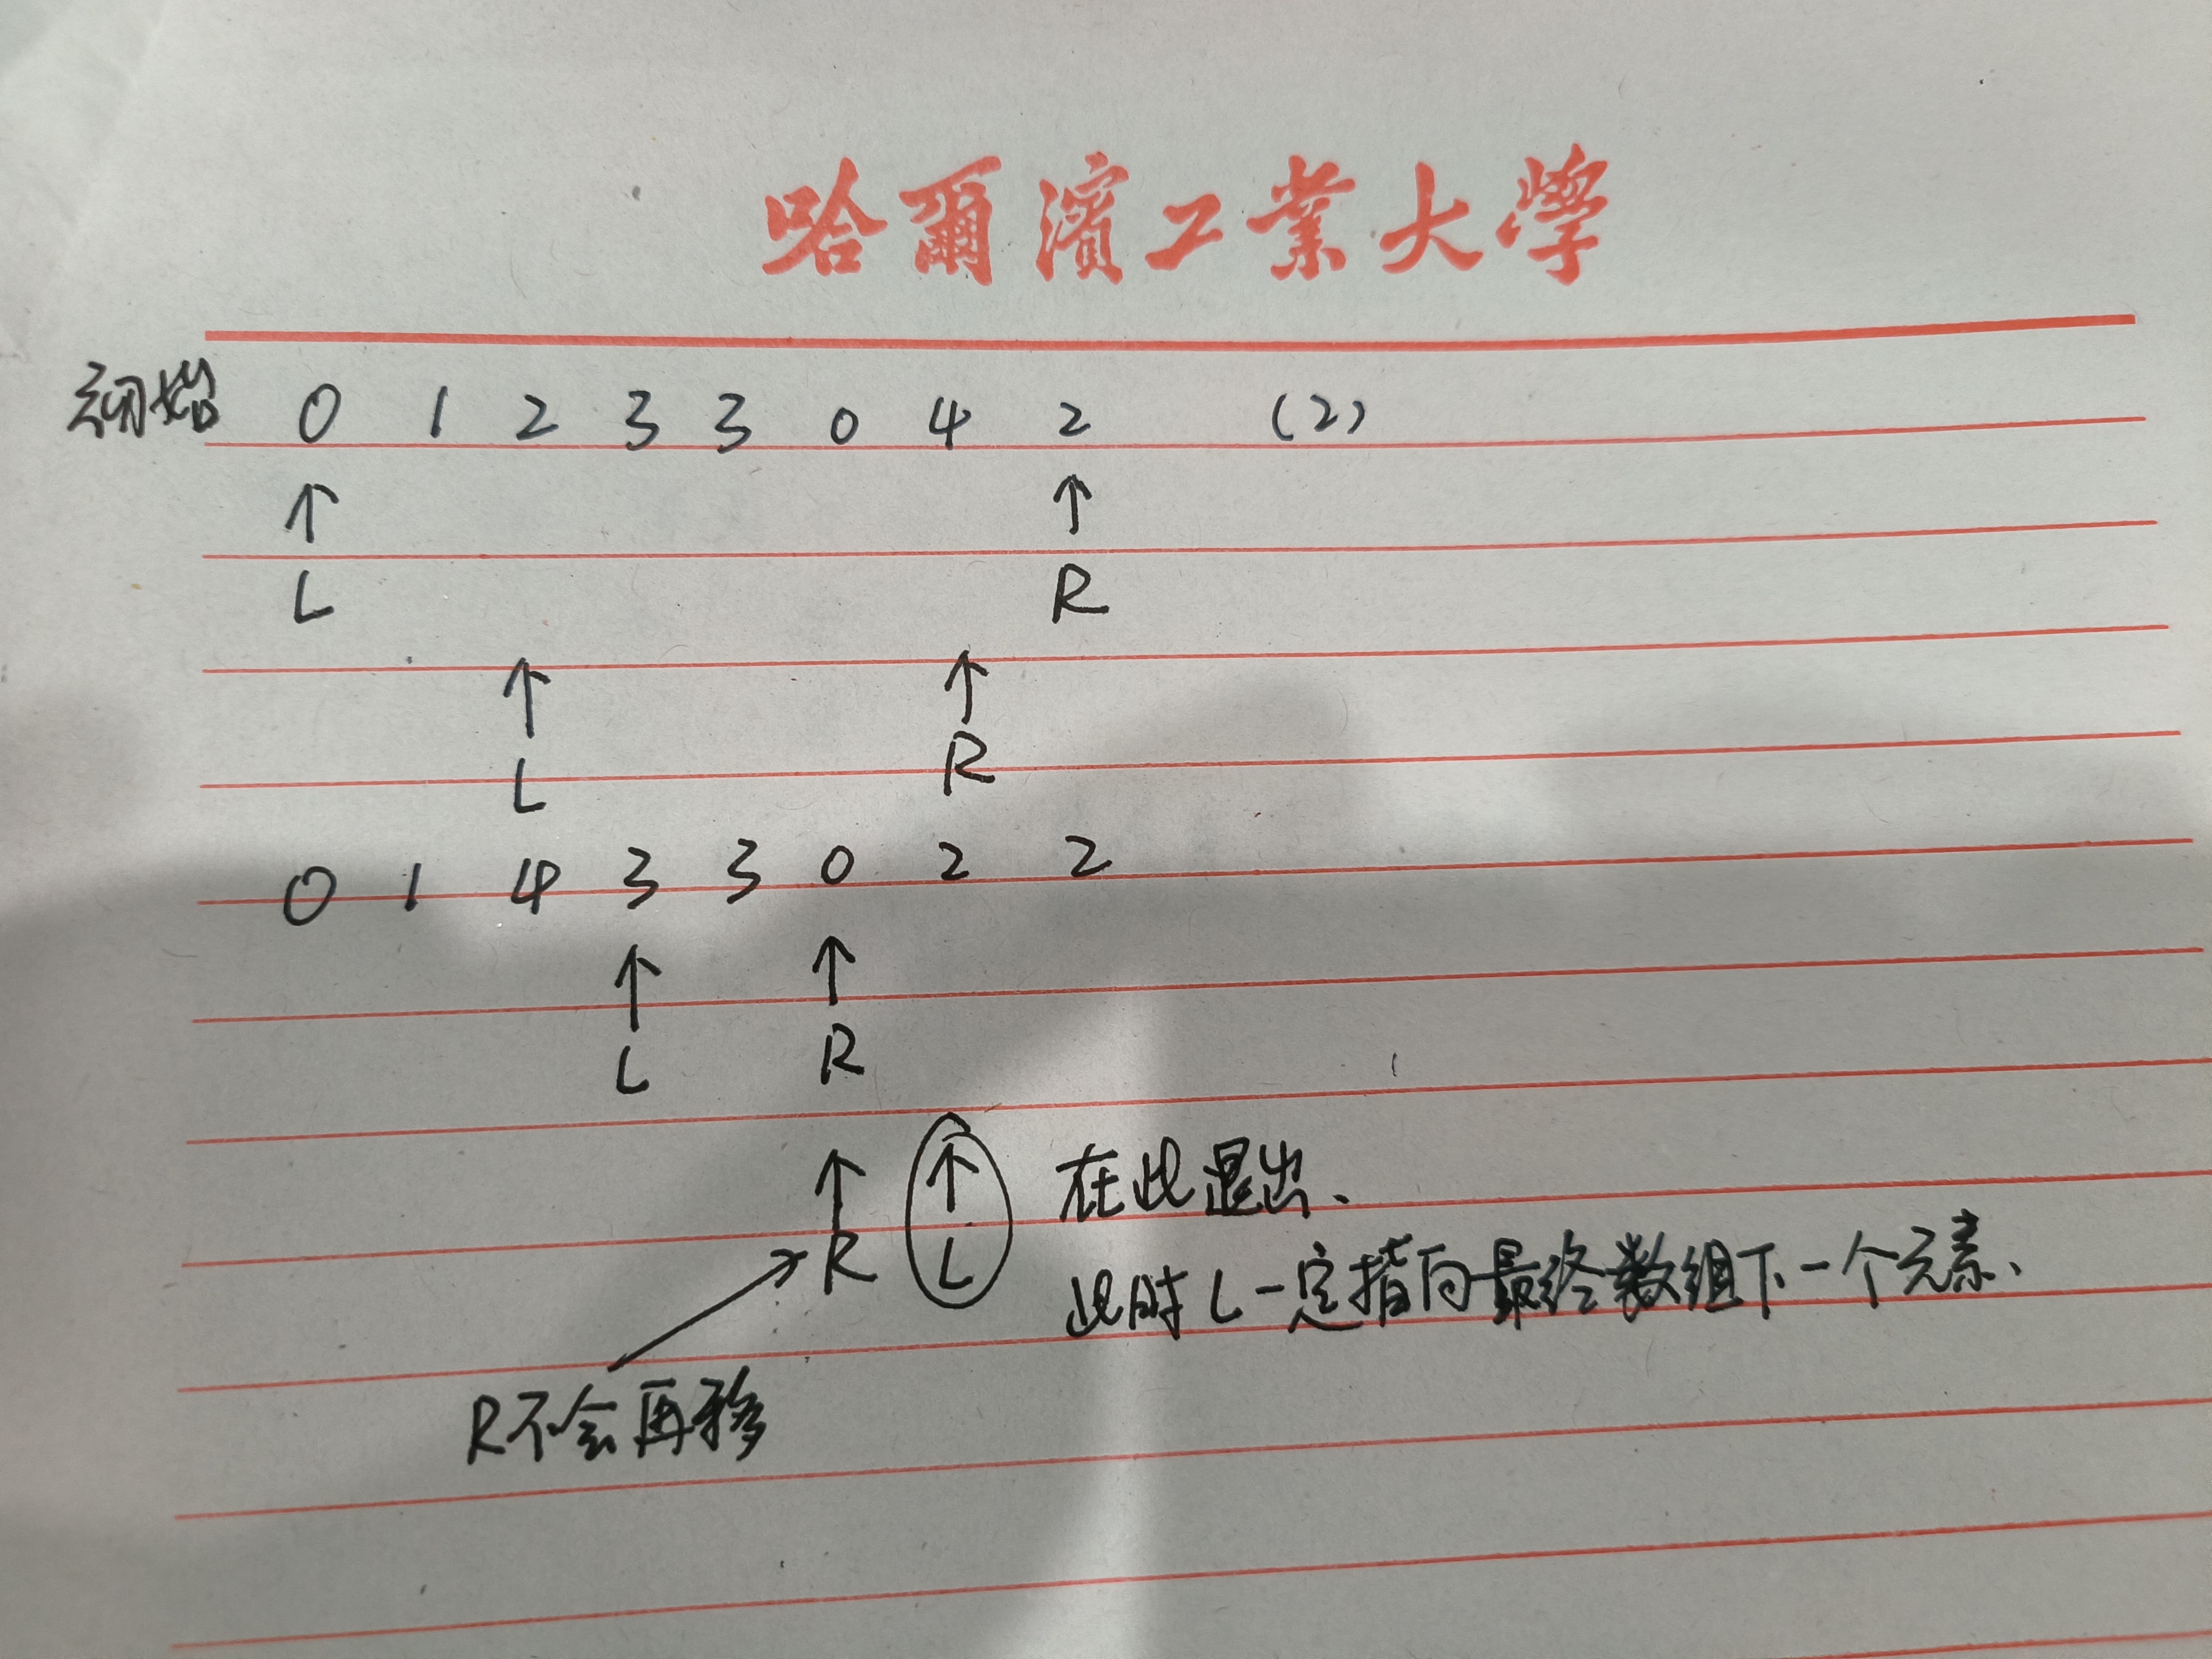 哈爾濱工業大學
初始 0 1 2 3 3 0 4 2 (2)
↑ ↑
L R
↑ ↑
L R
0 1 4 3 3 0 2 2
↑ ↑
L R
↑ ↑ 在此退出、
R L 此时L一定指向最终数组下一个元素、
R不会再移